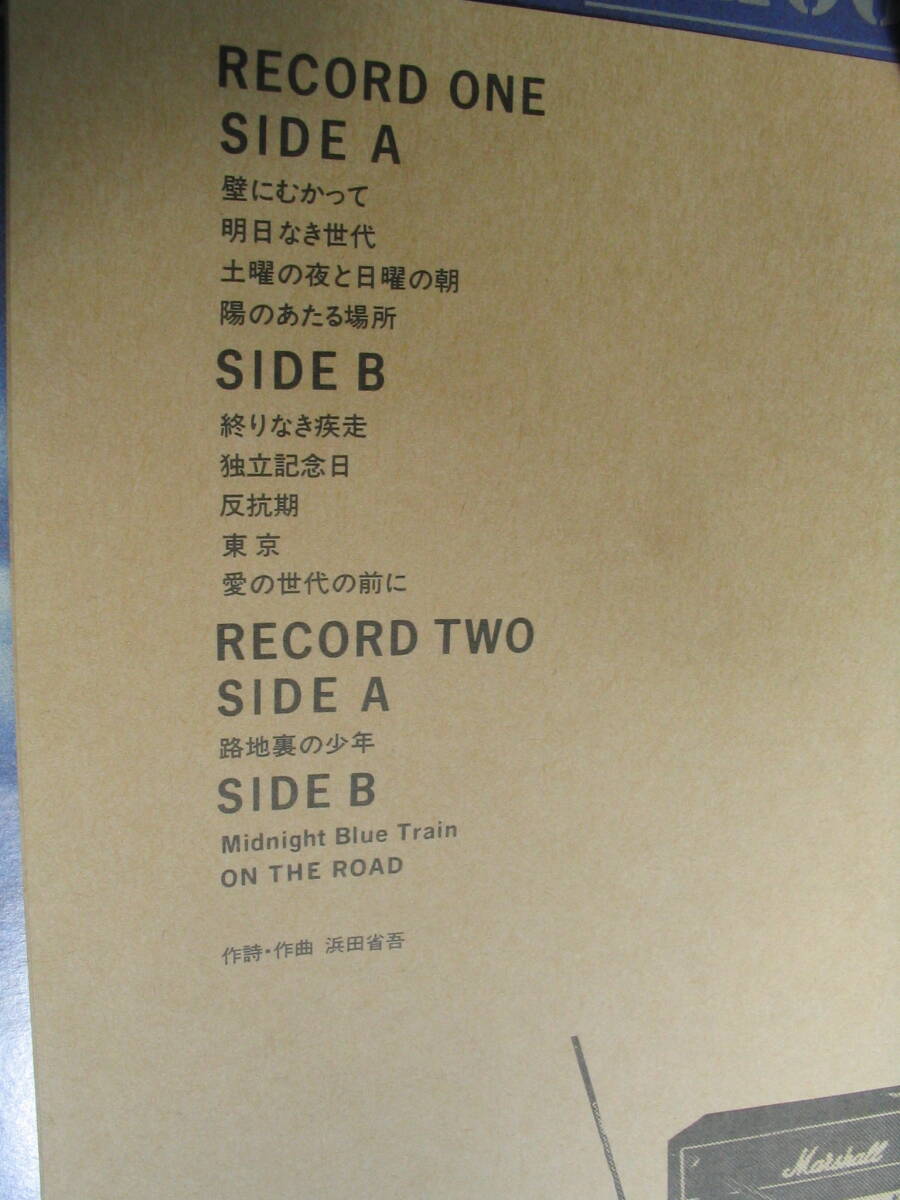 RECORD ONE
SIDE A
壁にむかって
明日なき世代
土曜の夜と日曜の朝
陽のあたる場所
SIDE B
終りなき疾走
独立記念日
反抗期
東京
愛の世代の前に
RECORD TWO
SIDE A
路地裏の少年
SIDE B
Midnight Blue Train
ON THE ROAD
作詩・作曲 浜田省吾
Marshall